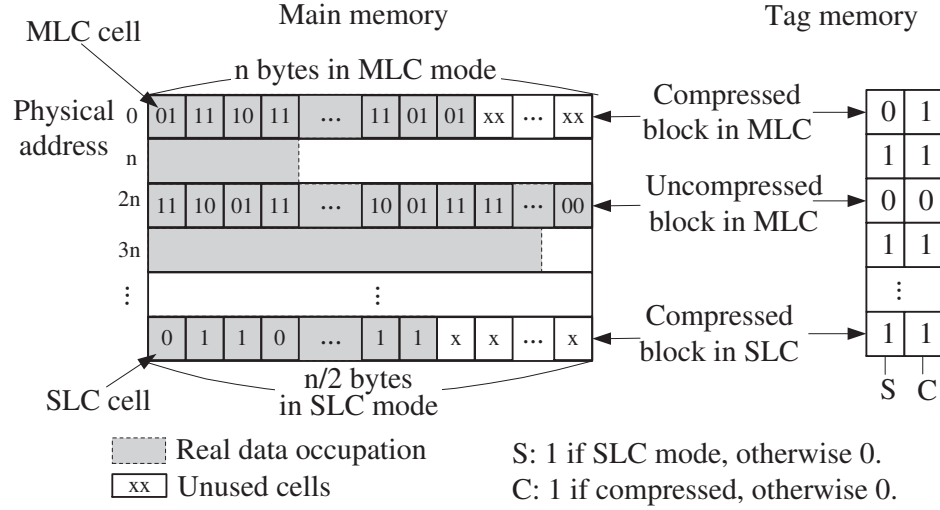 Main memory
Tag memory
MLC cell
n bytes in MLC mode
Physical
address
0
01 11 10 11 ... 11 01 01 xx ... xx
Compressed
block in MLC
0 1
n
1 1
2n
11 10 01 11 ... 10 01 11 11 ... 00
Uncompressed
block in MLC
0 0
3n
1 1
⋮
⋮
⋮
0 1 1 0 ... 1 1 x x ... x
Compressed
block in SLC
1 1
SLC cell
n/2 bytes
in SLC mode
S C
Real data occupation
xx Unused cells
S: 1 if SLC mode, otherwise 0.
C: 1 if compressed, otherwise 0.